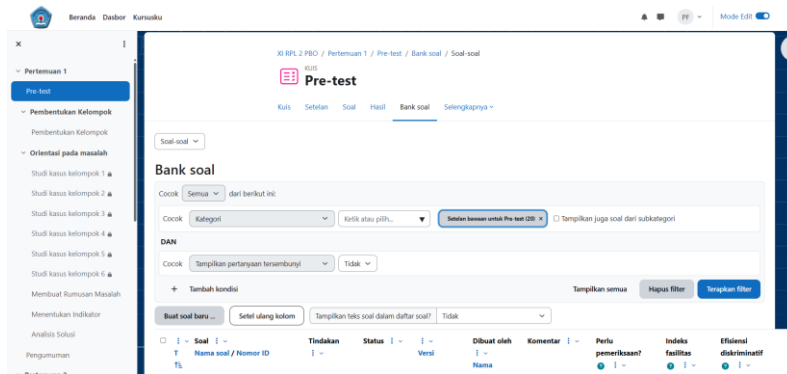 Beranda Dasbor Kursusku
PF
Mode Edit
Pertemuan 1
Pre-test
Pembentukan Kelompok
Pembentukan Kelompok
Orientasi pada masalah
Studi kasus kelompok 1
Studi kasus kelompok 2
Studi kasus kelompok 3
Studi kasus kelompok 4
Studi kasus kelompok 5
Studi kasus kelompok 6
Membuat Rumusan Masalah
Menentukan Indikator
Analisis Solusi
Pengumuman
XI RPL 2 PBO / Pertemuan 1 / Pre-test / Bank soal / Soal-soal
KUIS
Pre-test
Kuis Setelan Soal Hasil Bank soal Selengkapnya
Soal-soal
Bank soal
Cocok Semua dari berikut ini:
Cocok Kategori Ketik atau pilih... Setelan bawaan untuk Pre-test (20) × Tampilkan juga soal dari subkategori
DAN
Cocok Tampilkan pertanyaan tersembunyi Tidak
+ Tambah kondisi Tampilkan semua Hapus filter Terapkan filter
Buat soal baru ... Setel ulang kolom Tampilkan teks soal dalam daftar soal? Tidak
Soal Tindakan Status Dibuat oleh Komentar Perlu Indeks Efisiensi
T Nama soal / Nomor ID Versi pemeriksaan? fasilitas diskriminatif
Nama